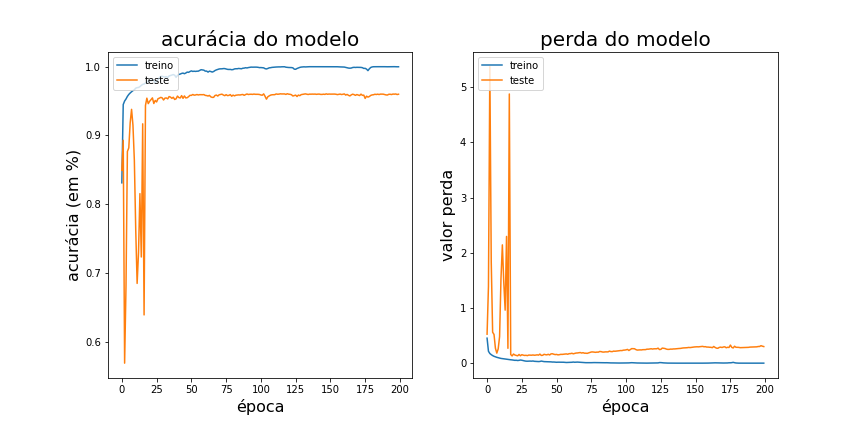 acurácia do modelo
treino
teste
1.0
0.9
0.8
0.7
0.6
acurácia (em %)
0 25 50 75 100 125 150 175 200
época
perda do modelo
treino
teste
5
4
3
2
1
0
valor perda
0 25 50 75 100 125 150 175 200
época